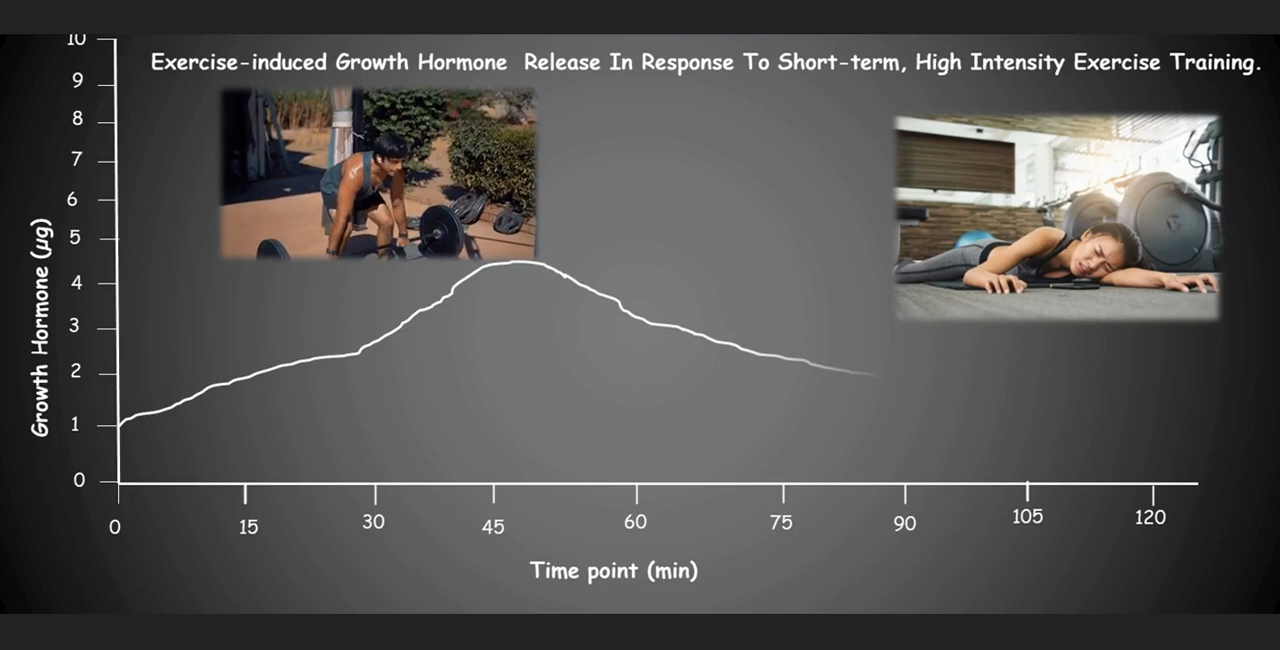 Exercise-induced Growth Hormone Release In Response To Short-term, High Intensity Exercise Training.
10
9
8
7
6
5
4
3
2
1
0
Growth Hormone (µg)
0 15 30 45 60 75 90 105 120
Time point (min)